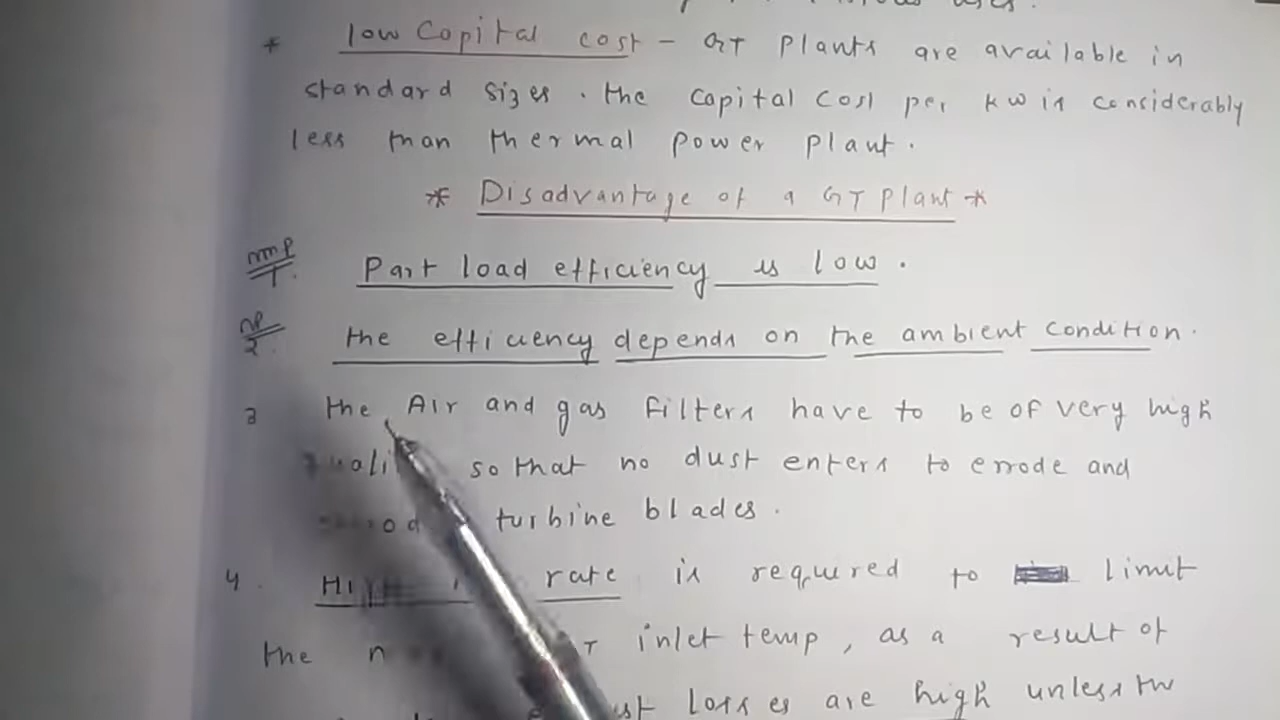 * low Capital cost - GT Plants are available in
standard sizes. the capital cost per kw is considerably
less than thermal power plant.
* Disadvantage of a GT Plant *
mmp 1. Part load efficiency is low.
mp 2. the efficiency depends on the ambient condition.
3 the Air and gas filters have to be of very high
so that no dust enters to errode and
turbine blades.
4. rate is required to limit
the inlet temp, as a result of
losses are high unless the